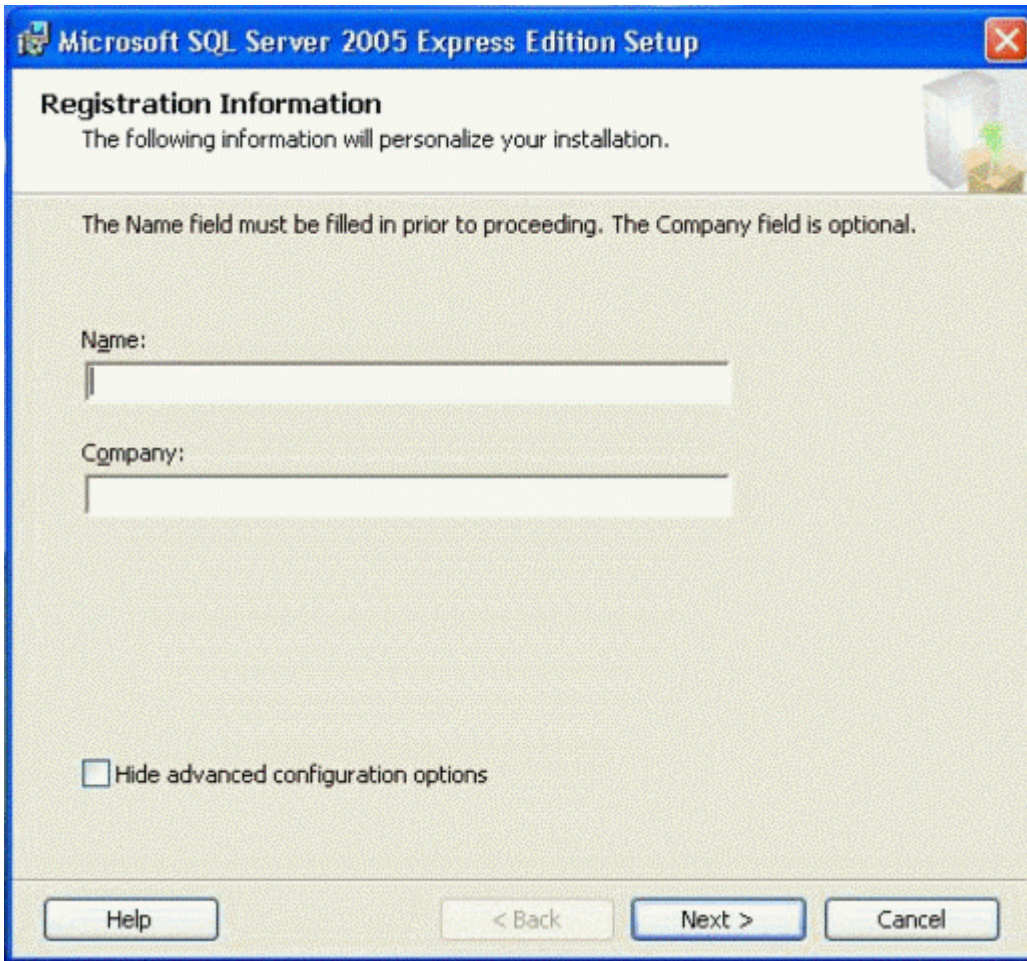 Microsoft SQL Server 2005 Express Edition Setup
Registration Information
The following information will personalize your installation.
The Name field must be filled in prior to proceeding. The Company field is optional.
Name:
Company:
Hide advanced configuration options
Help
< Back
Next >
Cancel